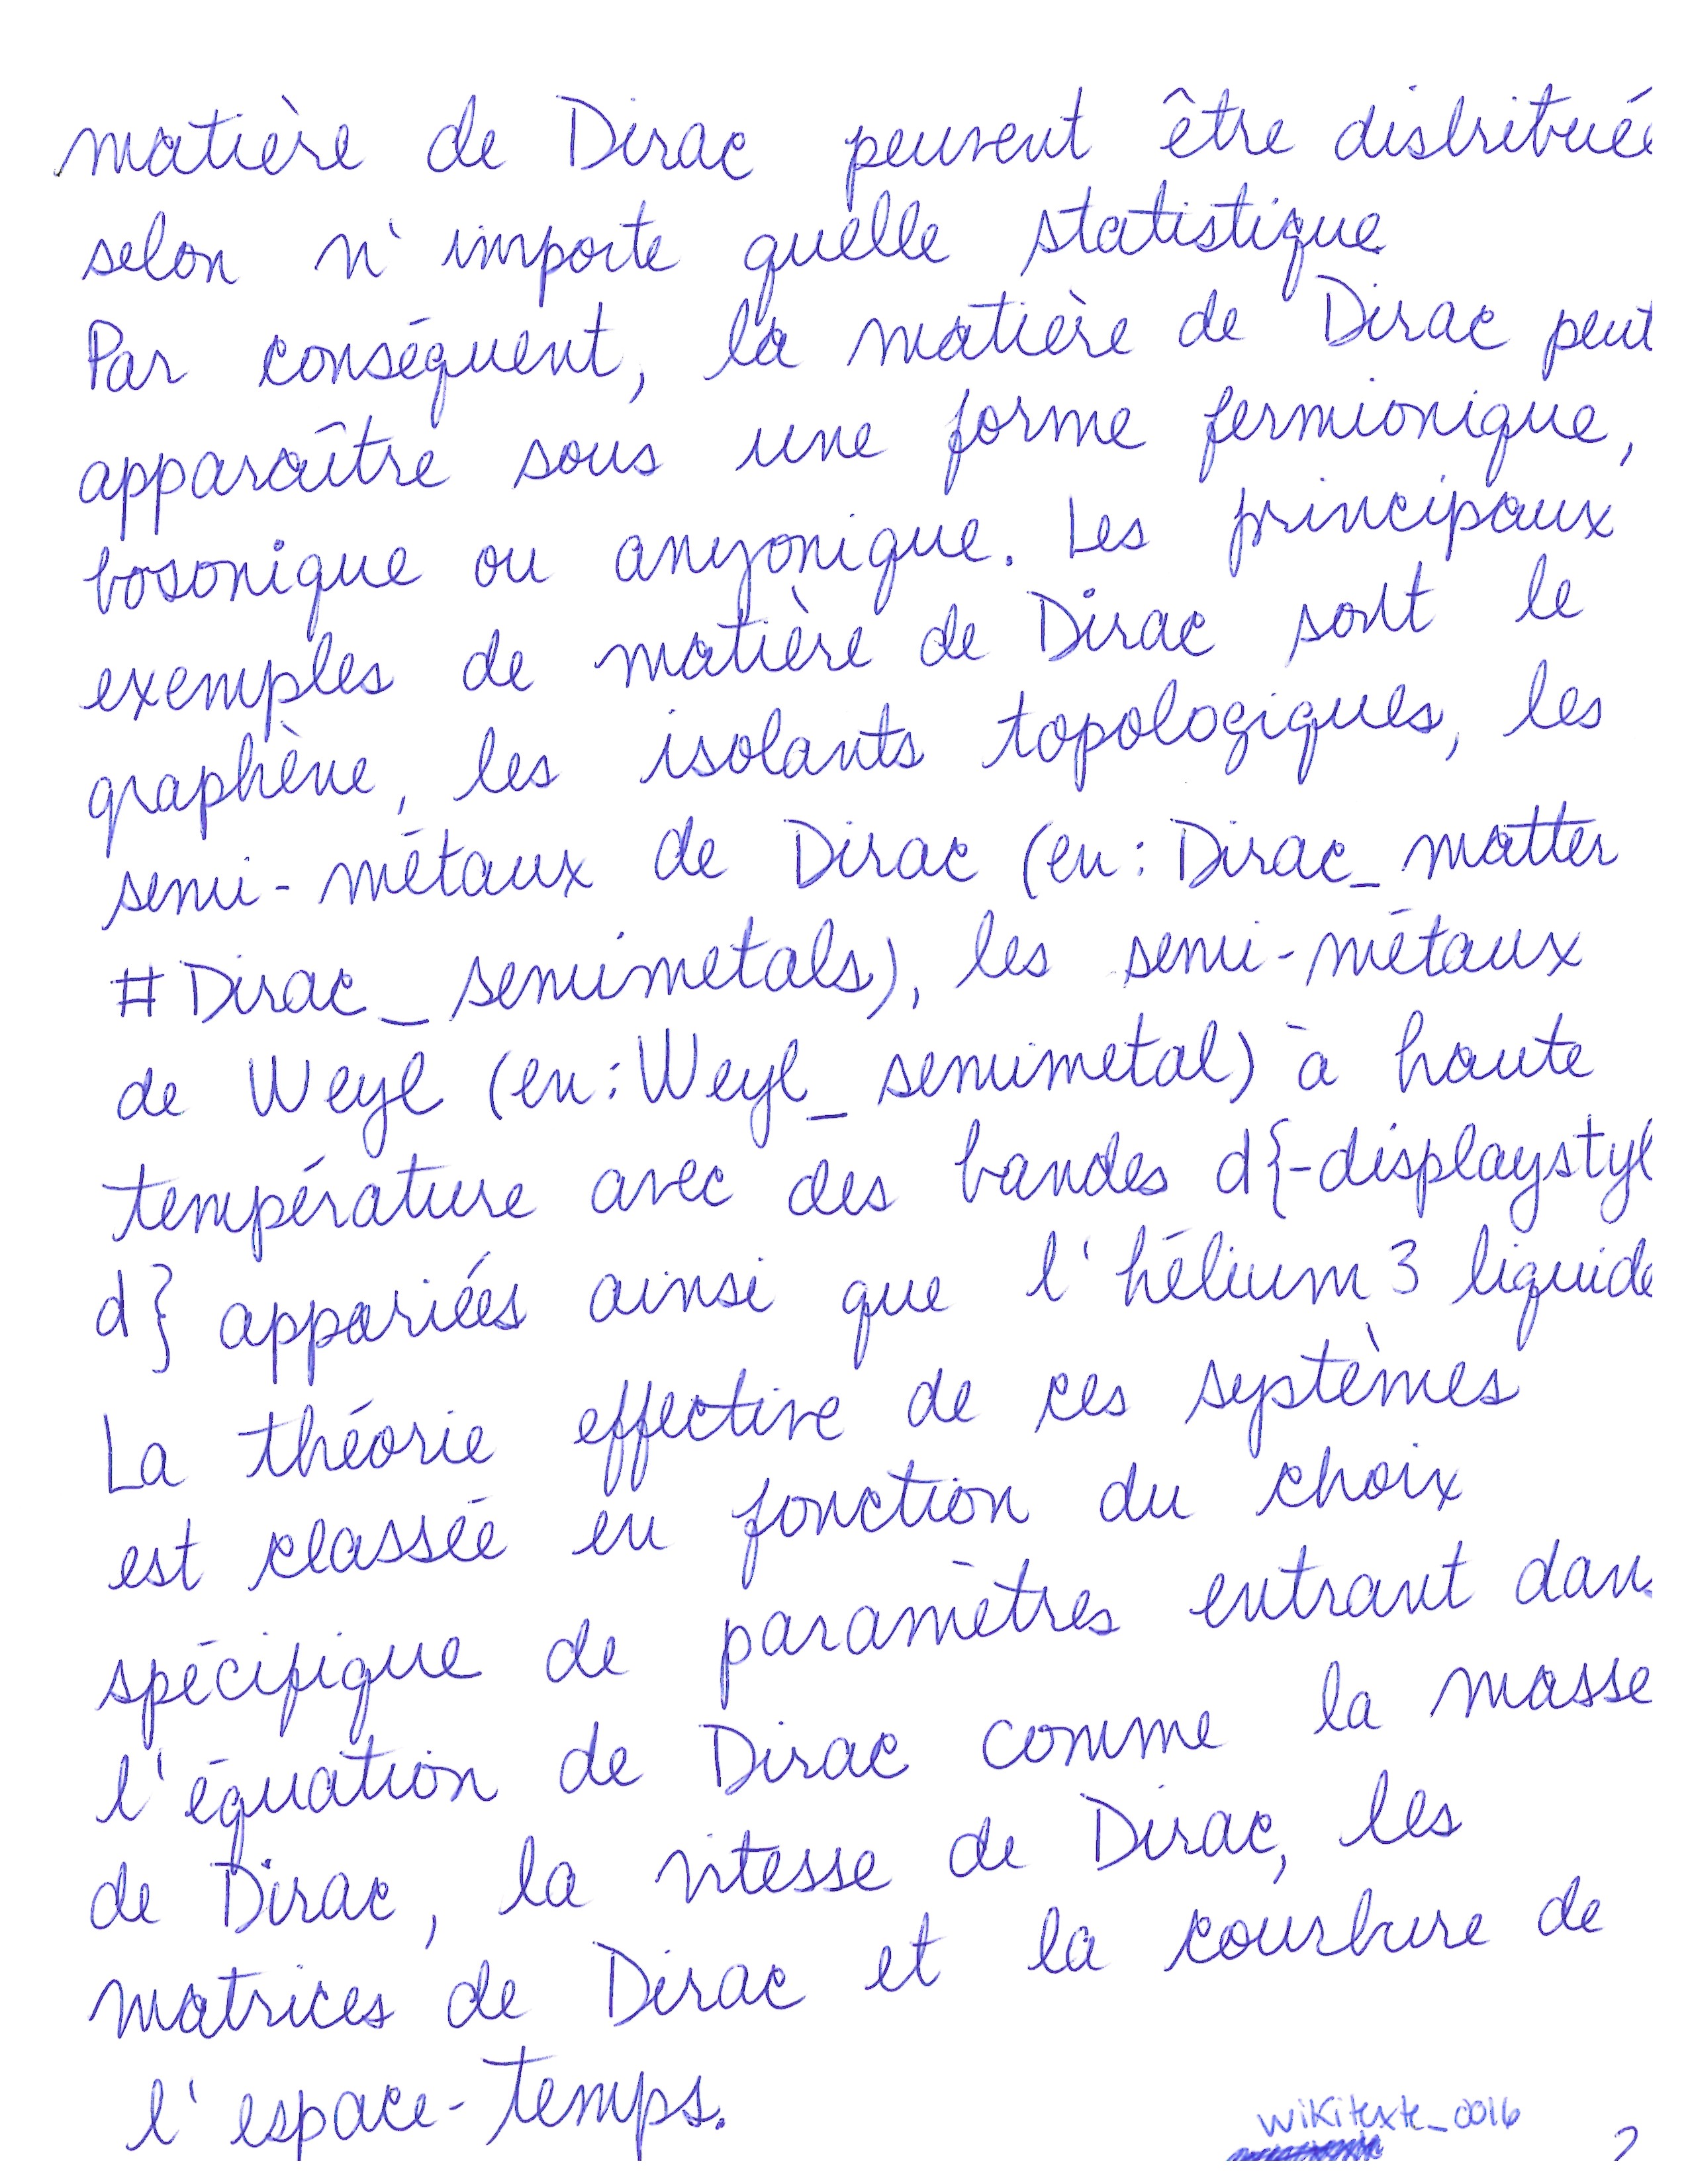 matière de Dirac peuvent être distribuée
selon n'importe quelle statistique.
Par conséquent, la matière de Dirac peut
apparaître sous une forme fermionique,
bosonique ou anyonique. Les principaux
exemples de matière de Dirac sont le
graphène, les isolants topologiques, les
semi-métaux de Dirac (en: Dirac_matter
#Dirac_semimetals), les semi-métaux
de Weyl (en: Weyl_semimetal) à haute
température avec des bandes d{-displaystyl
d} appariées ainsi que l'hélium 3 liquide
La théorie effective de ces systèmes
est classée en fonction du choix
spécifique de paramètres entrant dans
l'équation de Dirac comme la masse
de Dirac, la vitesse de Dirac, les
matrices de Dirac et la courbure de
l'espace-temps.
wikitexte_0016